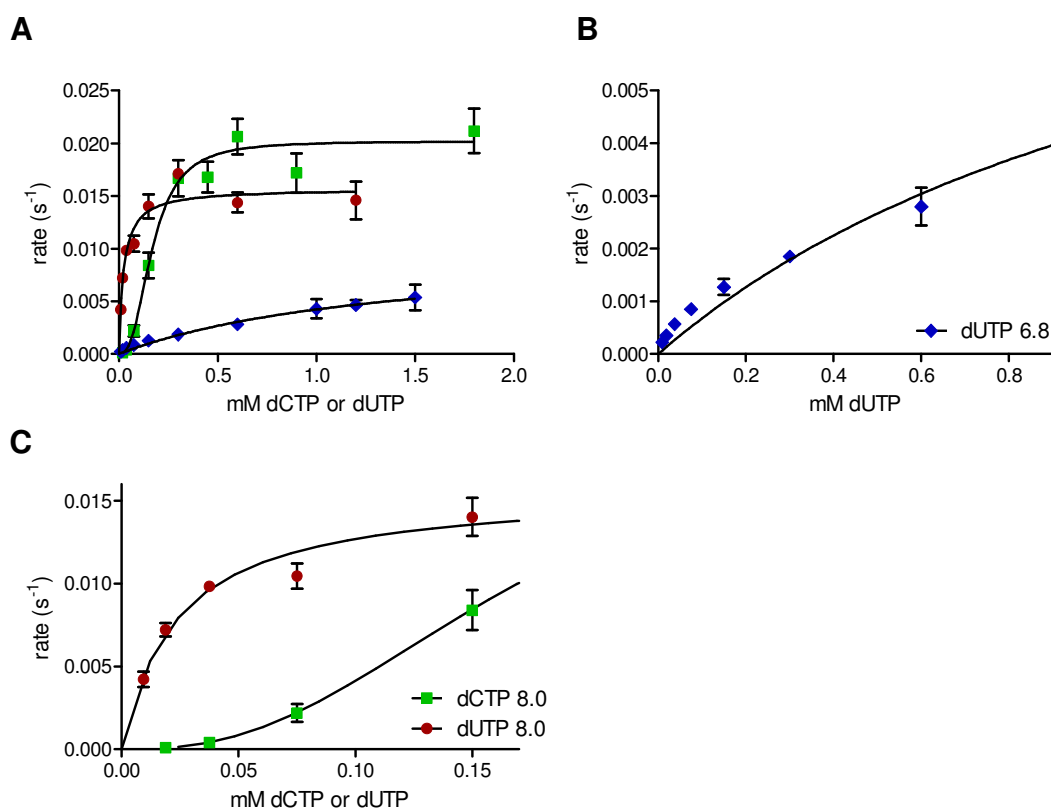 A
B
0.025
0.020
0.015
0.010
0.005
0.000
rate (s-1)
0.0 0.5 1.0 1.5 2.0
mM dCTP or dUTP
0.005
0.004
0.003
0.002
0.001
0.000
rate (s-1)
dUTP 6.8
0.0 0.2 0.4 0.6 0.8
mM dUTP
C
0.015
0.010
0.005
0.000
rate (s-1)
dCTP 8.0
dUTP 8.0
0.00 0.05 0.10 0.15
mM dCTP or dUTP